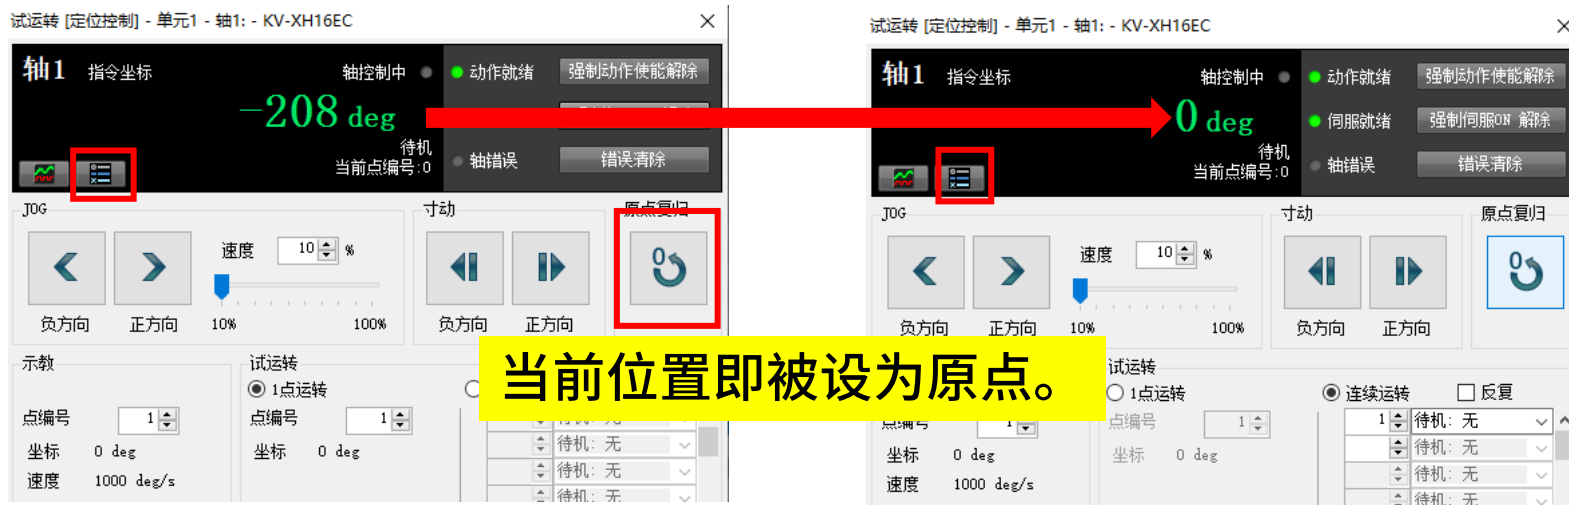 试运转 [定位控制] - 单元1 - 轴1: - KV-XH16EC
轴1 指令坐标
轴控制中
动作就绪
强制动作使能解除
-208 deg
待机
当前点编号:0
轴错误
错误清除
JOG
速度 10 %
10% 100%
负方向 正方向
寸动
负方向 正方向
原点复归
示教
点编号 1
坐标 0 deg
速度 1000 deg/s
试运转
1点运转
点编号 1
坐标 0 deg
待机: 无
待机: 无
待机: 无
待机: 无
当前位置即被设为原点。
试运转 [定位控制] - 单元1 - 轴1: - KV-XH16EC
轴1 指令坐标
轴控制中
动作就绪
强制动作使能解除
0 deg
伺服就绪
强制伺服ON 解除
待机
当前点编号:0
轴错误
错误清除
JOG
速度 10 %
10% 100%
负方向 正方向
寸动
负方向 正方向
原点复归
点编号 1
坐标 0 deg
速度 1000 deg/s
试运转
1点运转
点编号 1
坐标 0 deg
连续运转 反复
1 待机: 无
待机: 无
待机: 无
待机: 无